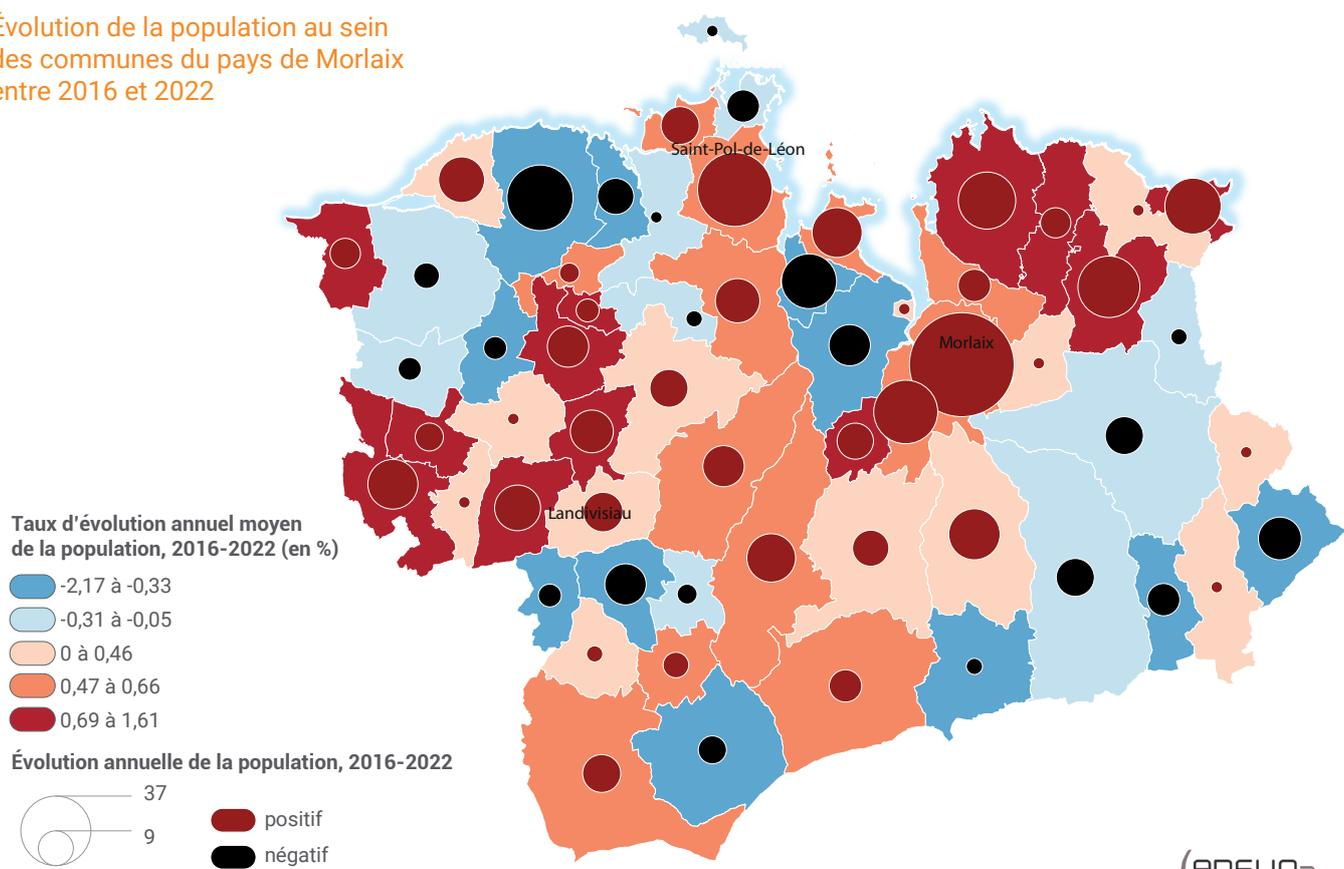 Évolution de la population au sein
des communes du pays de Morlaix
entre 2016 et 2022
Saint-Pol-de-Léon
Morlaix
Landivisiau
Taux d'évolution annuel moyen
de la population, 2016-2022 (en %)
-2,17 à -0,33
-0,31 à -0,05
0 à 0,46
0,47 à 0,66
0,69 à 1,61
Évolution annuelle de la population, 2016-2022
37
9
positif
négatif